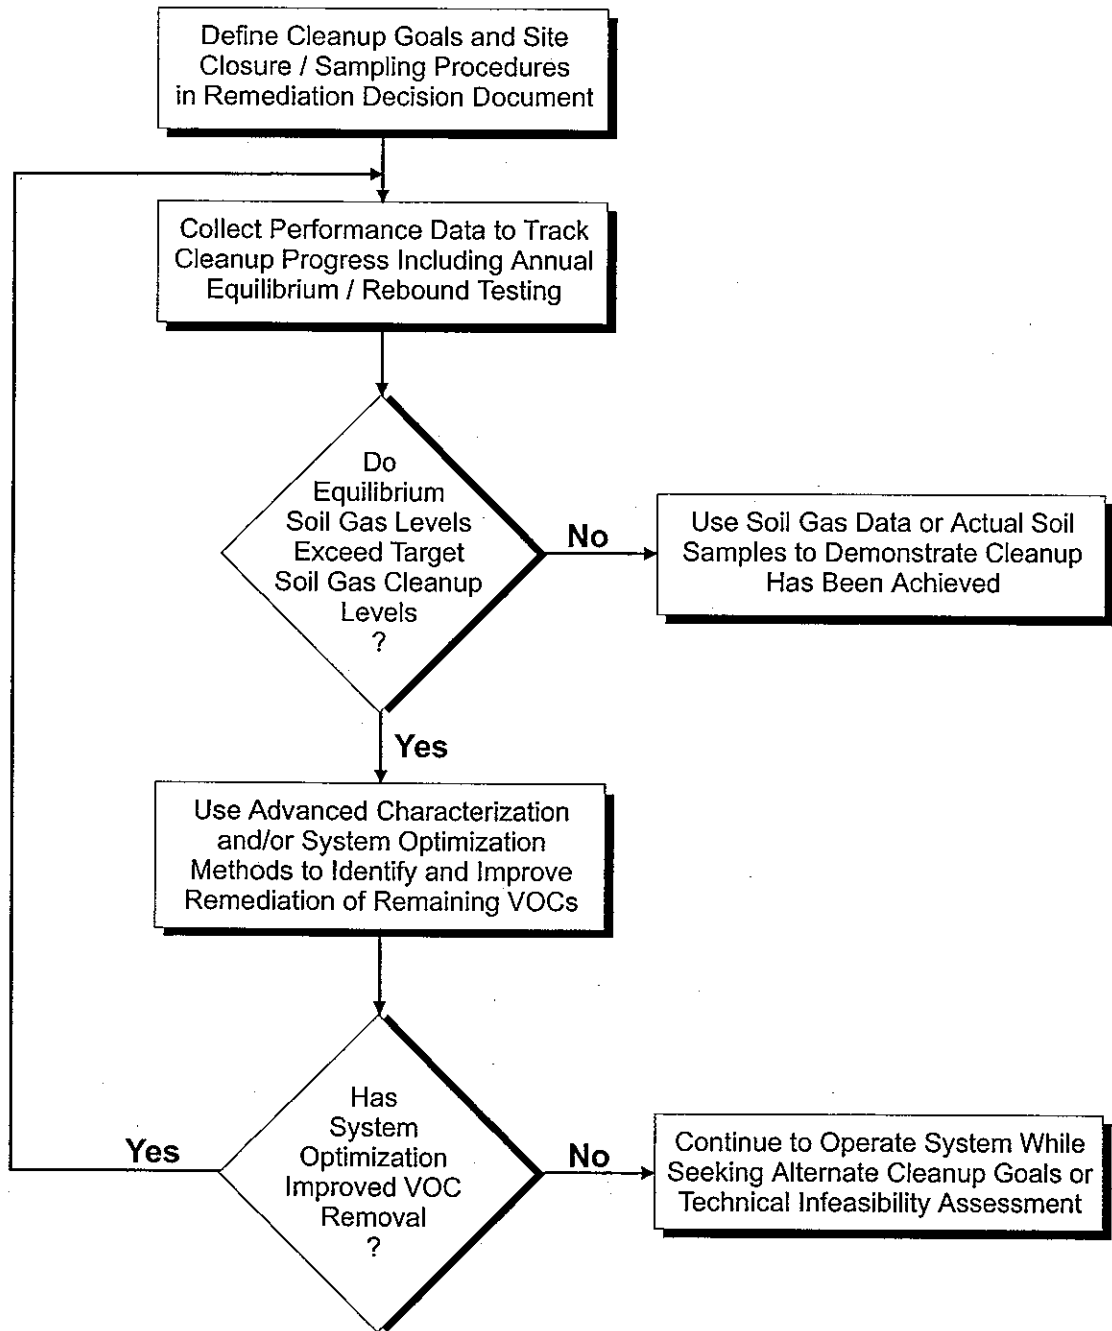 Define Cleanup Goals and Site
Closure / Sampling Procedures
in Remediation Decision Document
Collect Performance Data to Track
Cleanup Progress Including Annual
Equilibrium / Rebound Testing
Do
Equilibrium
Soil Gas Levels
Exceed Target
Soil Gas Cleanup
Levels
?
No
Use Soil Gas Data or Actual Soil
Samples to Demonstrate Cleanup
Has Been Achieved
Yes
Use Advanced Characterization
and/or System Optimization
Methods to Identify and Improve
Remediation of Remaining VOCs
Has
System
Optimization
Improved VOC
Removal
?
Yes
No
Continue to Operate System While
Seeking Alternate Cleanup Goals or
Technical Infeasibility Assessment